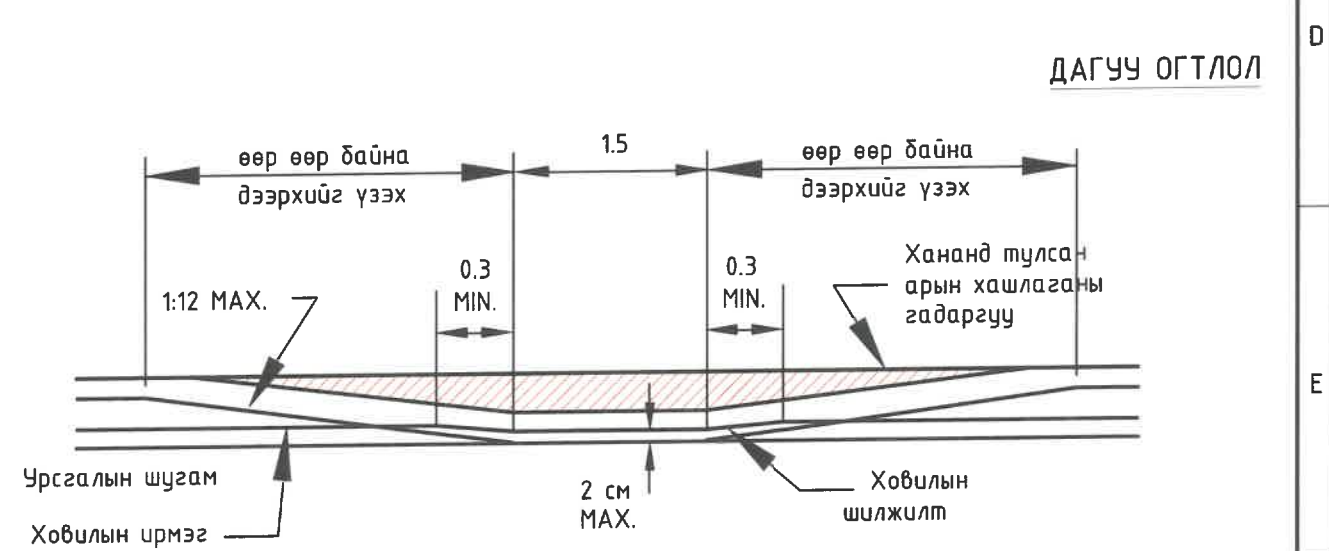 D
ДАГУУ ОГТЛОЛ
өөр өөр байна
дээрхийг үзэх
1.5
өөр өөр байна
дээрхийг үзэх
1:12 MAX.
0.3
MIN.
0.3
MIN.
Хананд тулсан
арын хашлаганы
гадаргуу
E
Урсгалын шугам
Ховилын ирмэг
2 см
MAX.
Ховилын
шилжилт